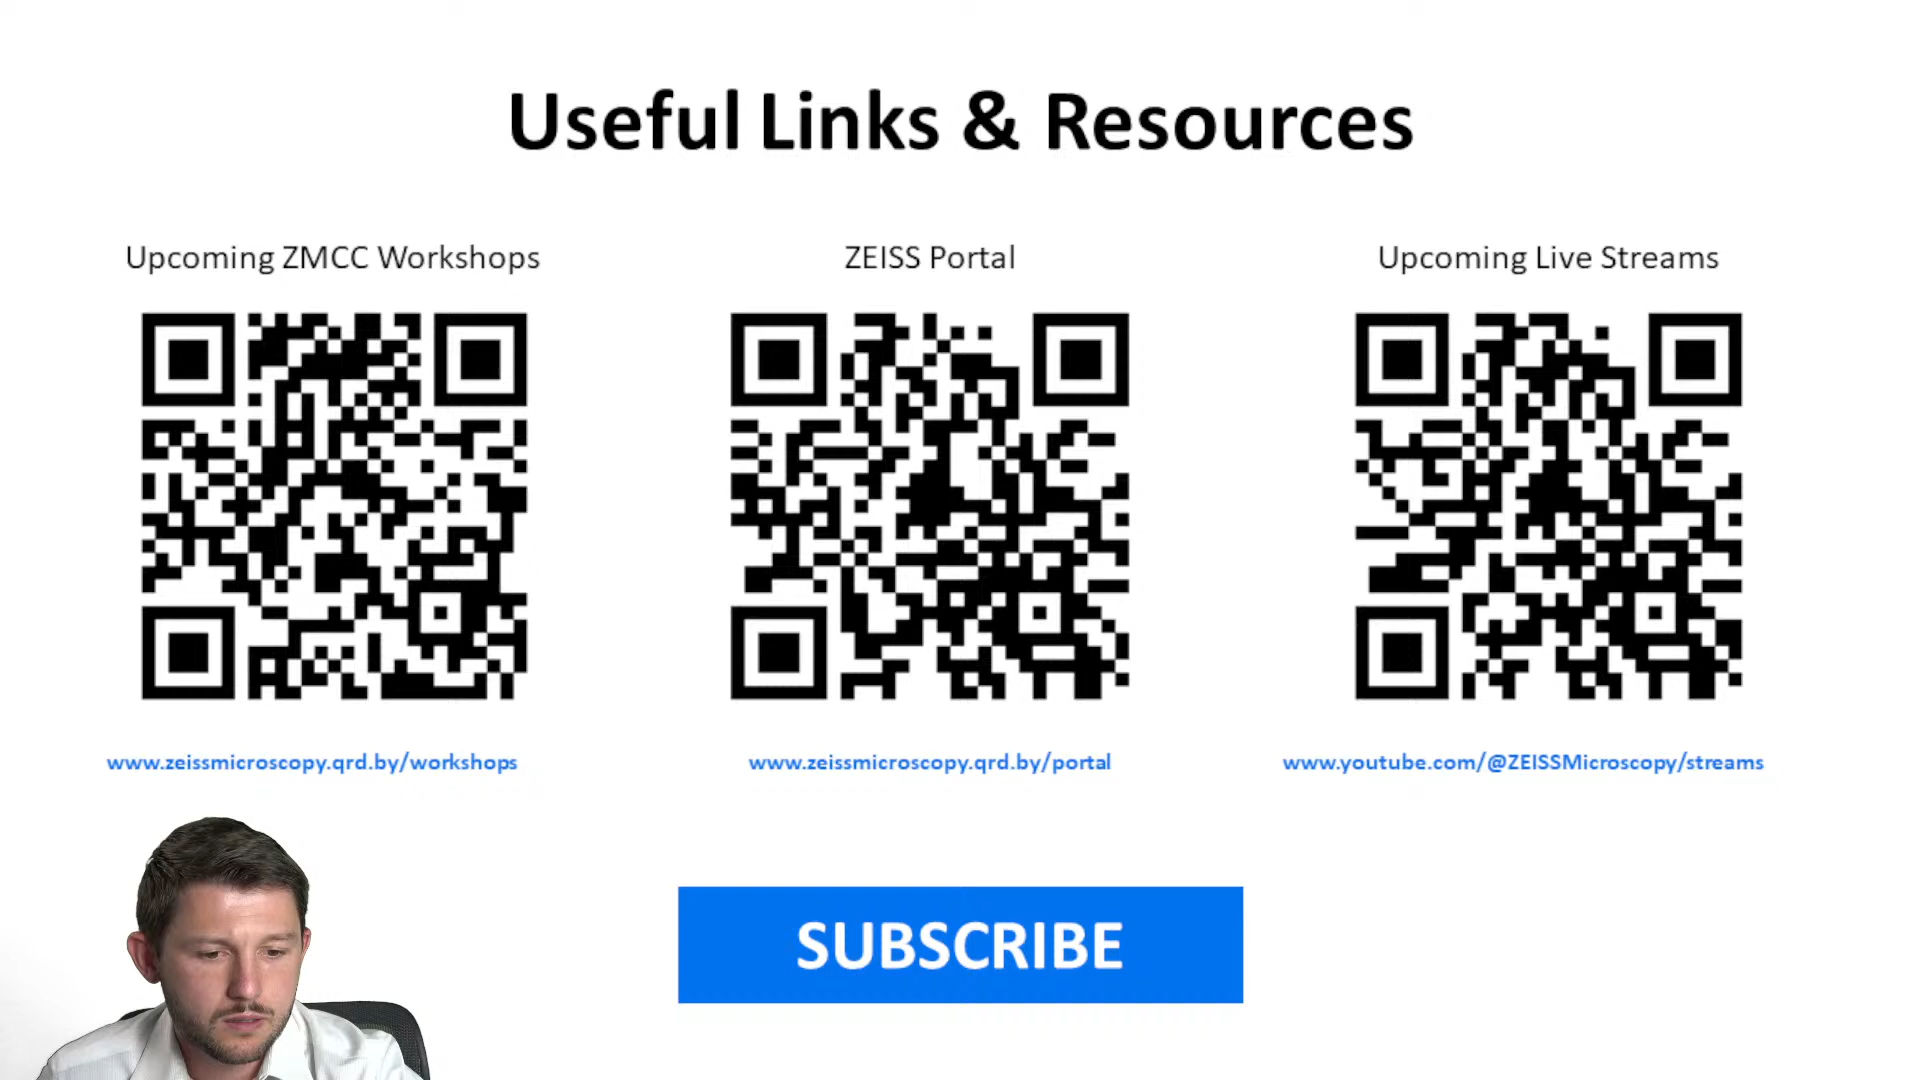 Useful Links & Resources
Upcoming ZMCC Workshops
ZEISS Portal
Upcoming Live Streams
www.zeissmicroscopy.qrd.by/workshops
www.zeissmicroscopy.qrd.by/portal
www.youtube.com/@ZEISSMicroscopy/streams
SUBSCRIBE